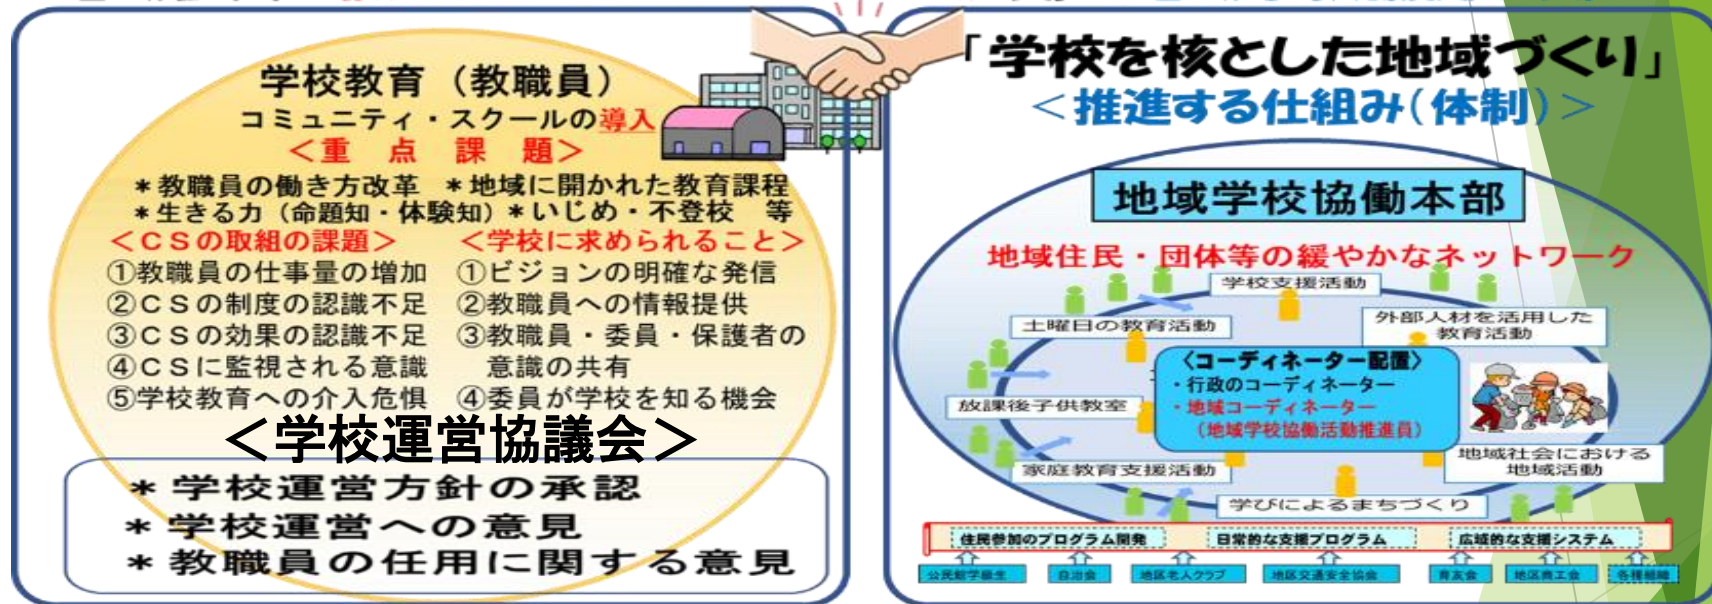 学校教育（教職員）
コミュニティ・スクールの導入
＜重　点　課　題＞
＊教職員の働き方改革　＊地域に開かれた教育課程
＊生きる力（命題知・体験知）＊いじめ・不登校　等
＜ＣＳの取組の課題＞
①教職員の仕事量の増加
②ＣＳの制度の認識不足
③ＣＳの効果の認識不足
④ＣＳに監視される意識
⑤学校教育への介入危惧
＜学校に求められること＞
①ビジョンの明確な発信
②教職員への情報提供
③教職員・委員・保護者の
意識の共有
④委員が学校を知る機会
＜学校運営協議会＞
＊学校運営方針の承認
＊学校運営への意見
＊教職員の任用に関する意見
「学校を核とした地域づくり」
＜推進する仕組み(体制)＞
地域学校協働本部
地域住民・団体等の緩やかなネットワーク
学校支援活動
土曜日の教育活動
外部人材を活用した
教育活動
〈コーディネーター配置〉
・行政のコーディネーター
・地域コーディネーター
（地域学校協働活動推進員）
放課後子供教室
家庭教育支援活動
地域社会における
地域活動
学びによるまちづくり
住民参加のプログラム開発
日常的な支援プログラム
広域的な支援システム
公民館学級生
自治会
地区老人クラブ
地区交通安全協会
育友会
地区商工会
各種組織